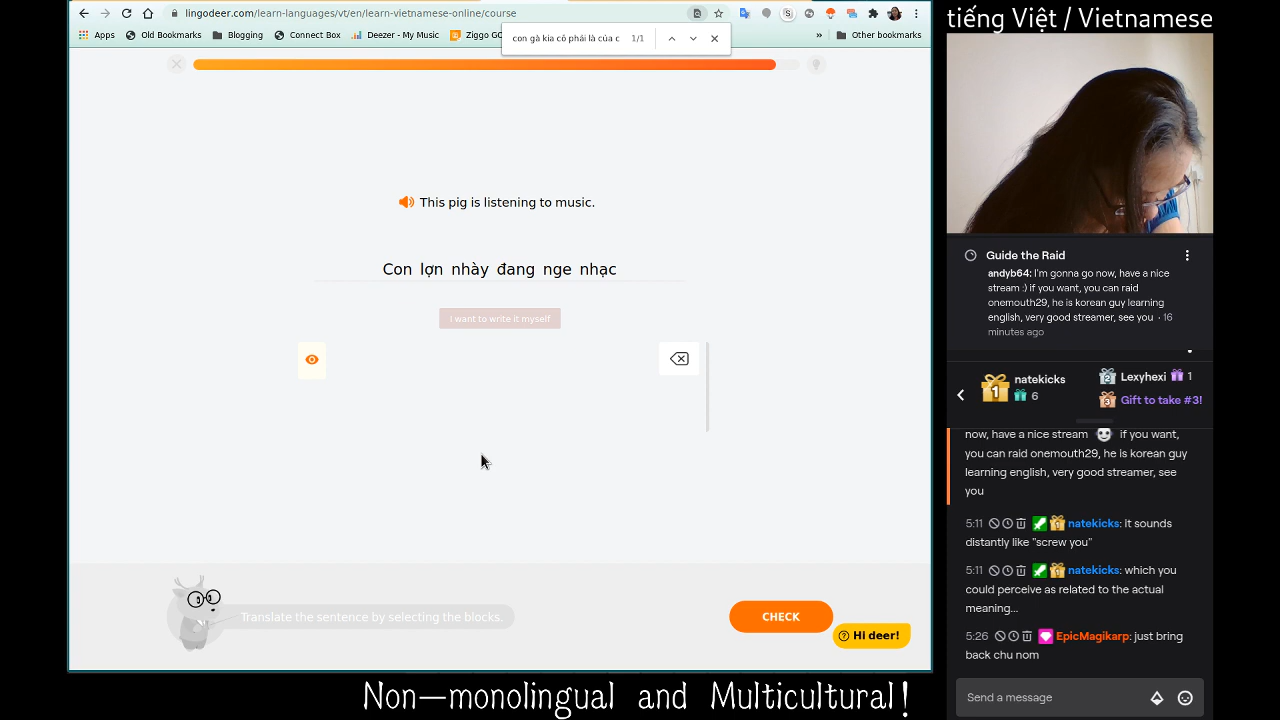 lingodeer.com/learn-languages/vt/en/learn-vietnamese-online/course
Apps Old Bookmarks Blogging Connect Box Deezer - My Music Ziggo GO » Other bookmarks
con gà kia có phải là của c 1/1
This pig is listening to music.
Con lợn nhày đang nge nhạc
I want to write it myself
Translate the sentence by selecting the blocks.
CHECK
Hi deer!
tiếng Việt / Vietnamese
Guide the Raid
andyb64: I'm gonna go now, have a nice
stream :) if you want, you can raid
onemouth29, he is korean guy learning
english, very good streamer, see you · 16
minutes ago
1 natekicks
6
2 Lexyhexi 1
3 Gift to take #3!
now, have a nice stream if you want,
you can raid onemouth29, he is korean guy
learning english, very good streamer, see
you
5:11 natekicks: it sounds
distantly like "screw you"
5:11 natekicks: which you
could perceive as related to the actual
meaning...
5:26 EpicMagikarp: just bring
back chu nom
Send a message
Non-monolingual and Multicultural!